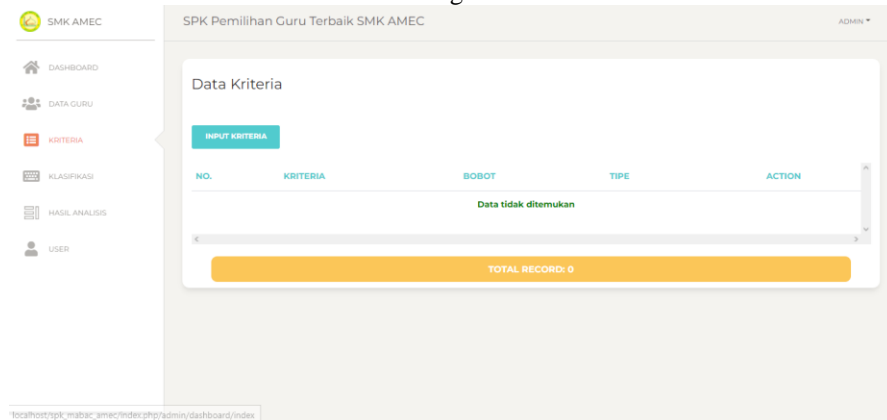 SMK AMEC
SPK Pemilihan Guru Terbaik SMK AMEC
ADMIN
DASHBOARD
DATA GURU
KRITERIA
KLASIFIKASI
HASIL ANALISIS
USER
Data Kriteria
INPUT KRITERIA
NO. KRITERIA BOBOT TIPE ACTION
Data tidak ditemukan
TOTAL RECORD: 0
localhost/spk_mabac_amec/index.php/admin/dashboard/index